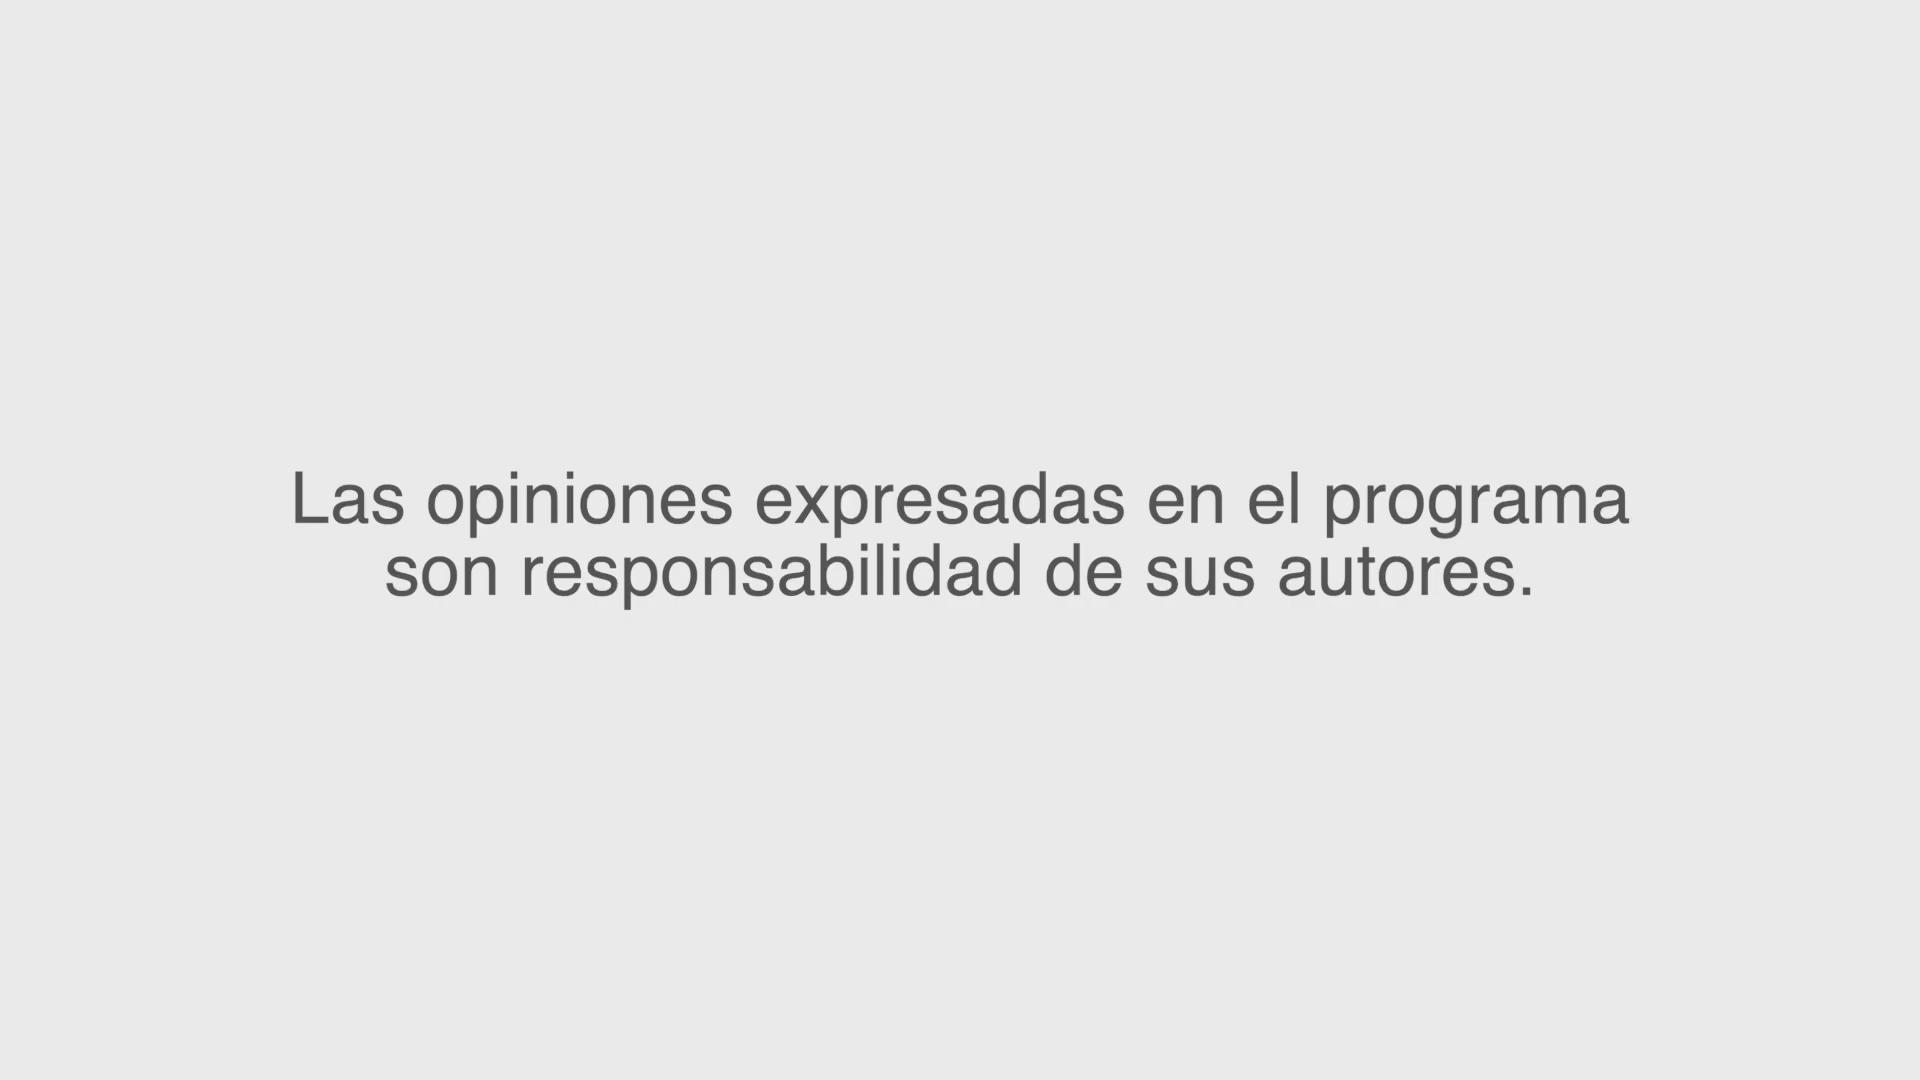 Las opiniones expresadas en el programa
son responsabilidad de sus autores.